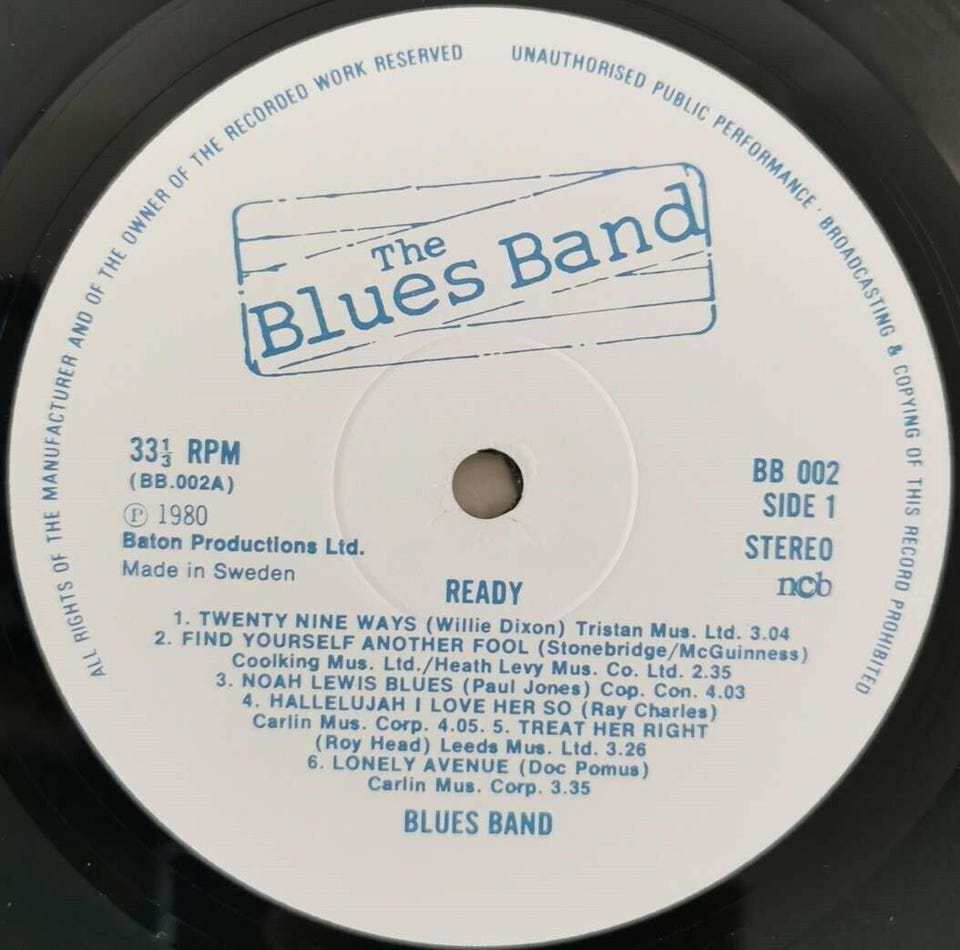 ALL RIGHTS OF THE MANUFACTURER AND OF THE OWNER OF THE RECORDED WORK RESERVED
UNAUTHORISED PUBLIC PERFORMANCE · BROADCASTING & COPYING OF THIS RECORD PROHIBITED
The
Blues Band
33⅓ RPM
(BB.002A)
Ⓟ 1980
Baton Productions Ltd.
Made in Sweden
BB 002
SIDE 1
STEREO
ncb
READY
1. TWENTY NINE WAYS (Willie Dixon) Tristan Mus. Ltd. 3.04
2. FIND YOURSELF ANOTHER FOOL (Stonebridge/McGuinness)
Coolking Mus. Ltd./Heath Levy Mus. Co. Ltd. 2.35
3. NOAH LEWIS BLUES (Paul Jones) Cop. Con. 4.03
4. HALLELUJAH I LOVE HER SO (Ray Charles)
Carlin Mus. Corp. 4.05. 5. TREAT HER RIGHT
(Roy Head) Leeds Mus. Ltd. 3.26
6. LONELY AVENUE (Doc Pomus)
Carlin Mus. Corp. 3.35
BLUES BAND